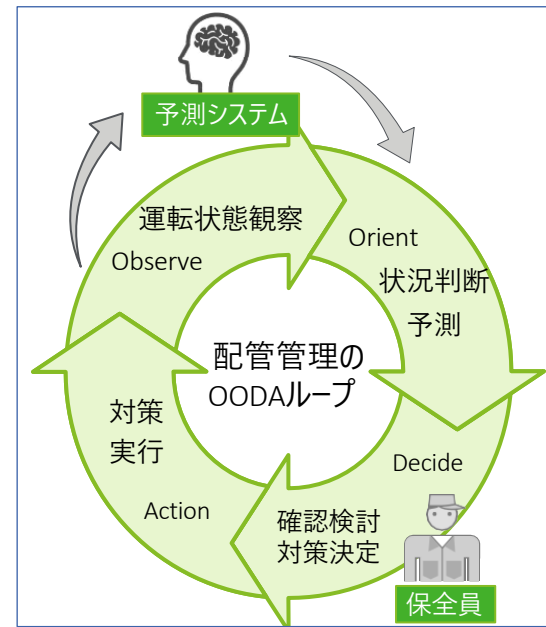 予測システム
運転状態観察
Observe
Orient
状況判断
予測
配管管理の
OODAループ
Decide
確認検討
対策決定
保全員
対策
実行
Action